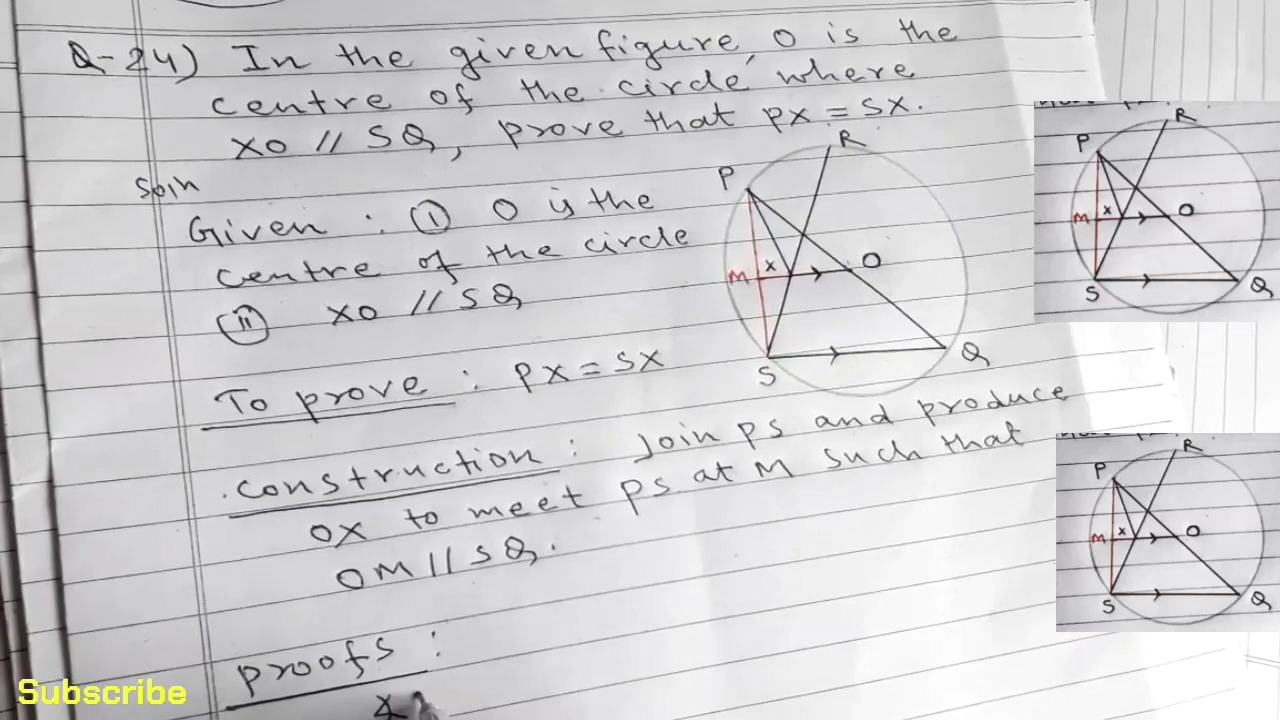 Q-24) In the given figure, O is the
centre of the circle where
XO // SQ, prove that PX = SX.
Soln
Given : (i) O is the
centre of the circle
(ii) XO // SQ
To prove : PX = SX
Construction : Join PS and produce
OX to meet PS at M such that
OM // SQ.
proofs :
P
R
M
X
O
S
Q
P
R
M
X
O
S
Q
P
R
M
X
O
S
Q
Subscribe